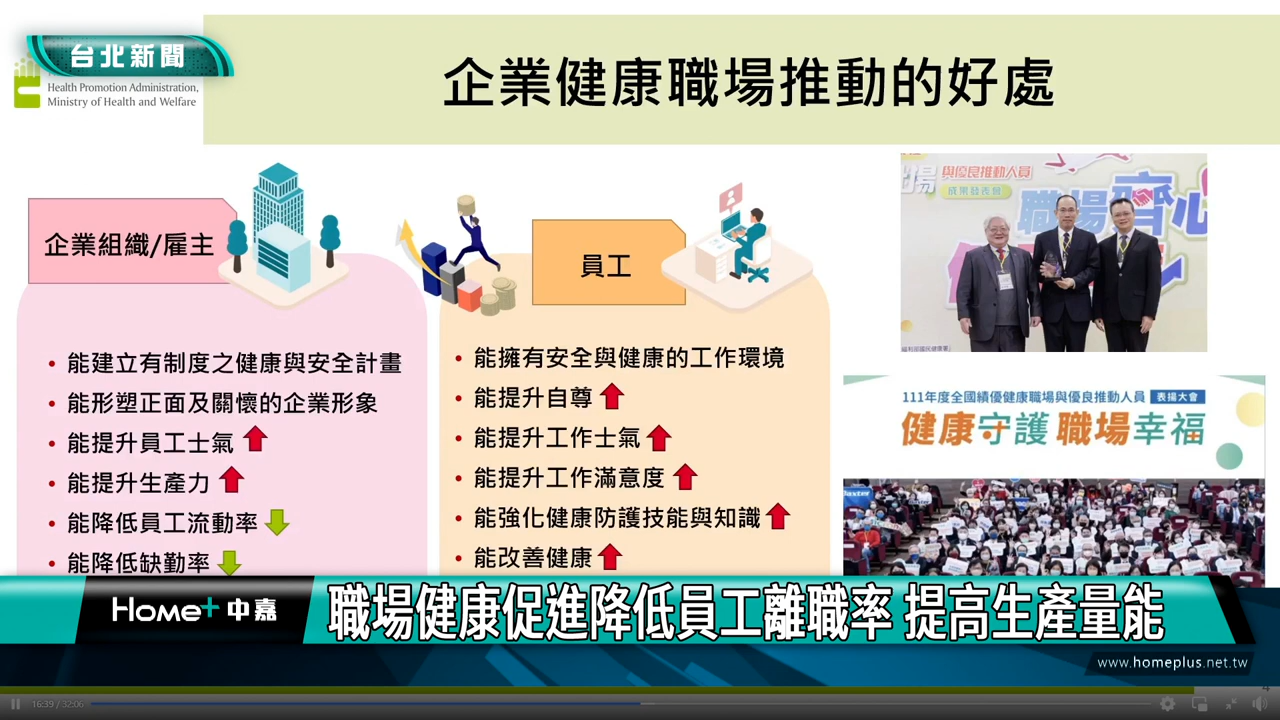 台北新聞
Health Promotion Administration,
Ministry of Health and Welfare
企業健康職場推動的好處
企業組織/雇主
能建立有制度之健康與安全計畫
能形塑正面及關懷的企業形象
能提升員工士氣
能提升生產力
能降低員工流動率
能降低缺勤率
員工
能擁有安全與健康的工作環境
能提升自尊
能提升工作士氣
能提升工作滿意度
能強化健康防護技能與知識
能改善健康
與優良推動人員
成果發表會
職場齊心
111年度全國績優健康職場與優良推動人員 表揚大會
健康守護 職場幸福
Home+ 中嘉
職場健康促進降低員工離職率 提高生產量能
www.homeplus.net.tw
4
16:39 / 32:06